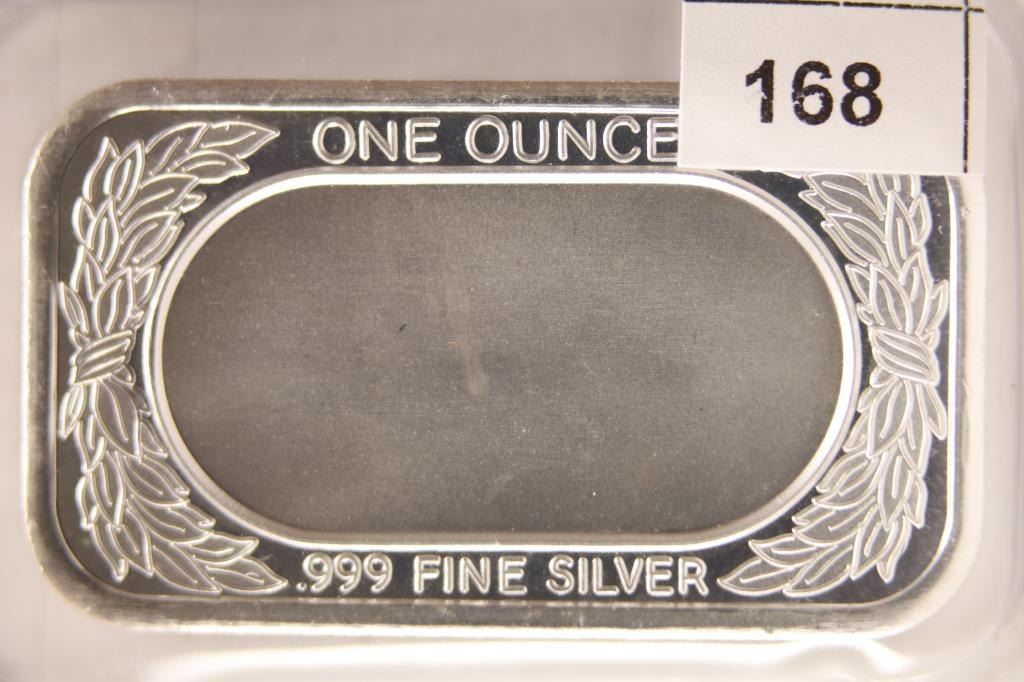 168
ONE OUNCE
.999 FINE SILVER